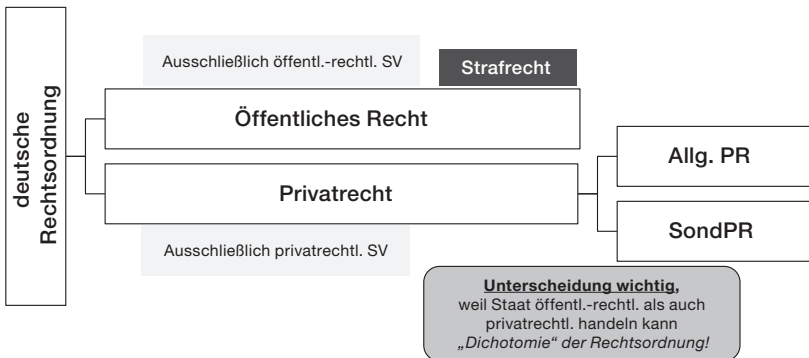 deutsche
Rechtsordnung
Ausschließlich öffentl.-rechtl. SV
Strafrecht
Öffentliches Recht
Privatrecht
Ausschließlich privatrechtl. SV
Allg. PR
SondPR
Unterscheidung wichtig,
weil Staat öffentl.-rechtl. als auch
privatrechtl. handeln kann
„Dichotomie“ der Rechtsordnung!